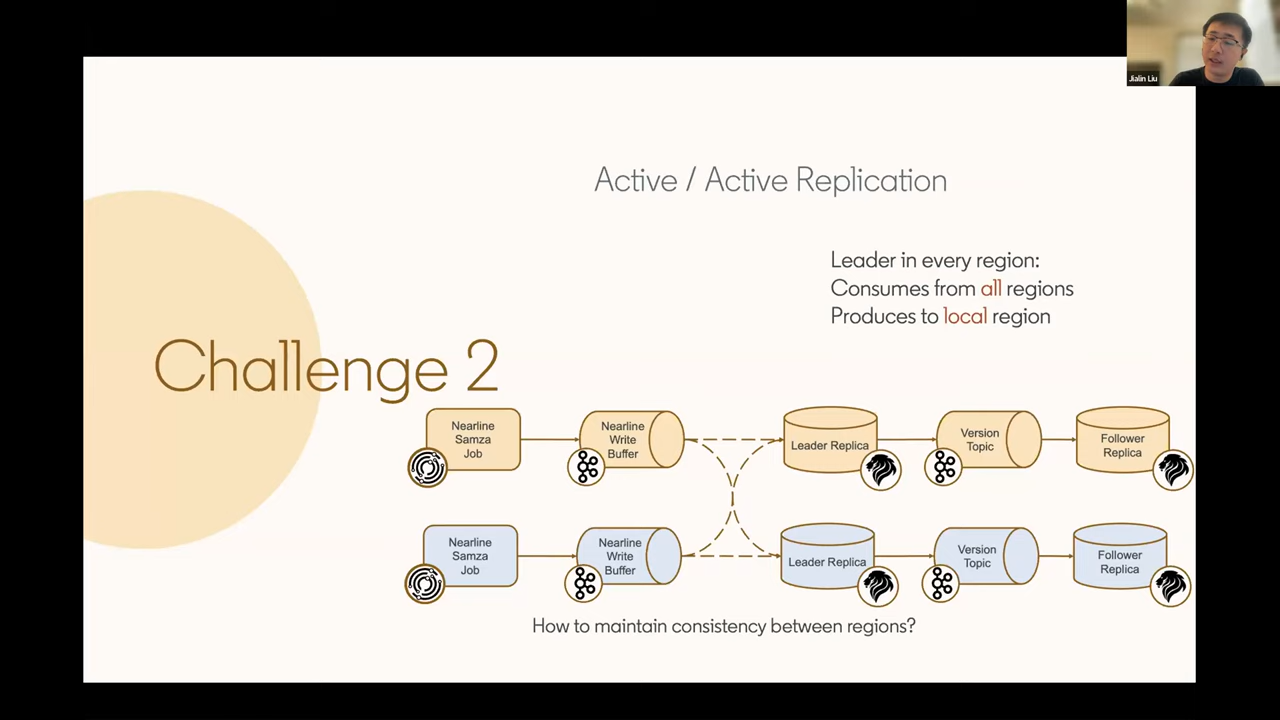 Jialin Liu
Active / Active Replication
Leader in every region:
Consumes from all regions
Produces to local region
Challenge 2
Nearline
Samza
Job
Nearline
Write
Buffer
Leader Replica
Version
Topic
Follower
Replica
Nearline
Samza
Job
Nearline
Write
Buffer
Leader Replica
Version
Topic
Follower
Replica
How to maintain consistency between regions?